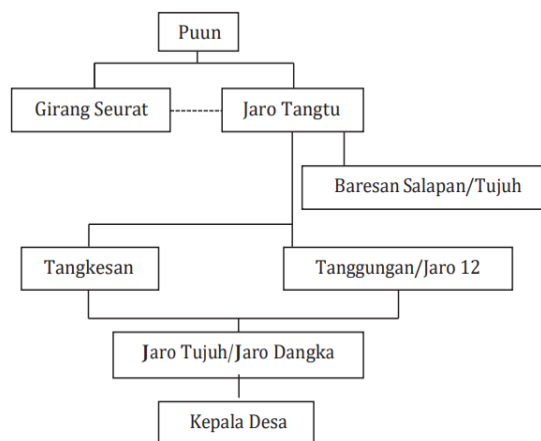 Puun
Girang Seurat
Jaro Tangtu
Baresan Salapan/Tujuh
Tangkesan
Tanggungan/Jaro 12
Jaro Tujuh/Jaro Dangka
Kepala Desa